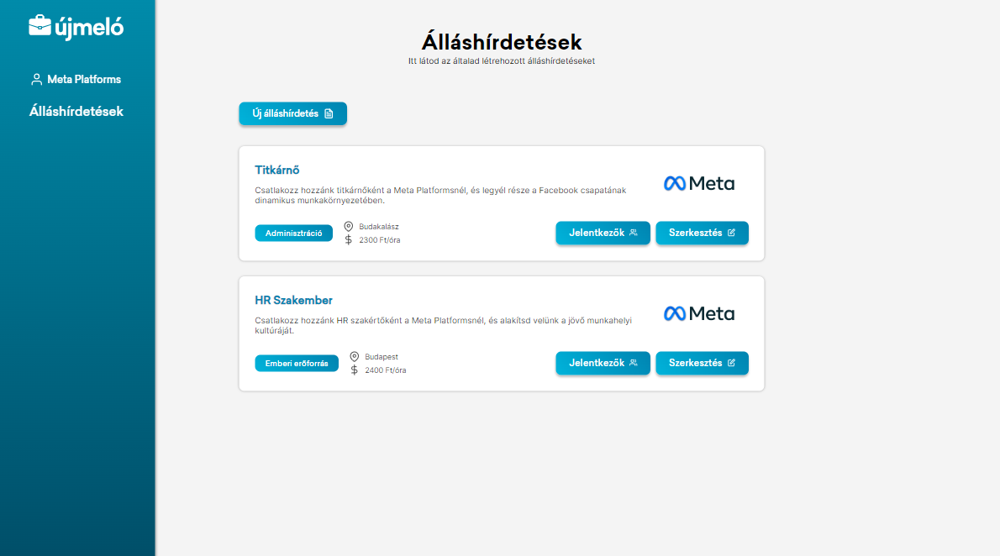 újmeló
Meta Platforms
Álláshirdetések
Álláshírdetések
Itt látod az általad létrehozott álláshírdetéseket
Új álláshírdetés
Titkárnő
Meta
Csatlakozz hozzánk titkárnőként a Meta Platformsnél, és legyél része a Facebook csapatának
dinamikus munkakörnyezetében.
Adminisztráció
Budakalász
2300 Ft/óra
Jelentkezők
Szerkesztés
HR Szakember
Meta
Csatlakozz hozzánk HR szakértőként a Meta Platformsnél, és alakítsd velünk a jövő munkahelyi
kultúráját.
Emberi erőforrás
Budapest
2400 Ft/óra
Jelentkezők
Szerkesztés